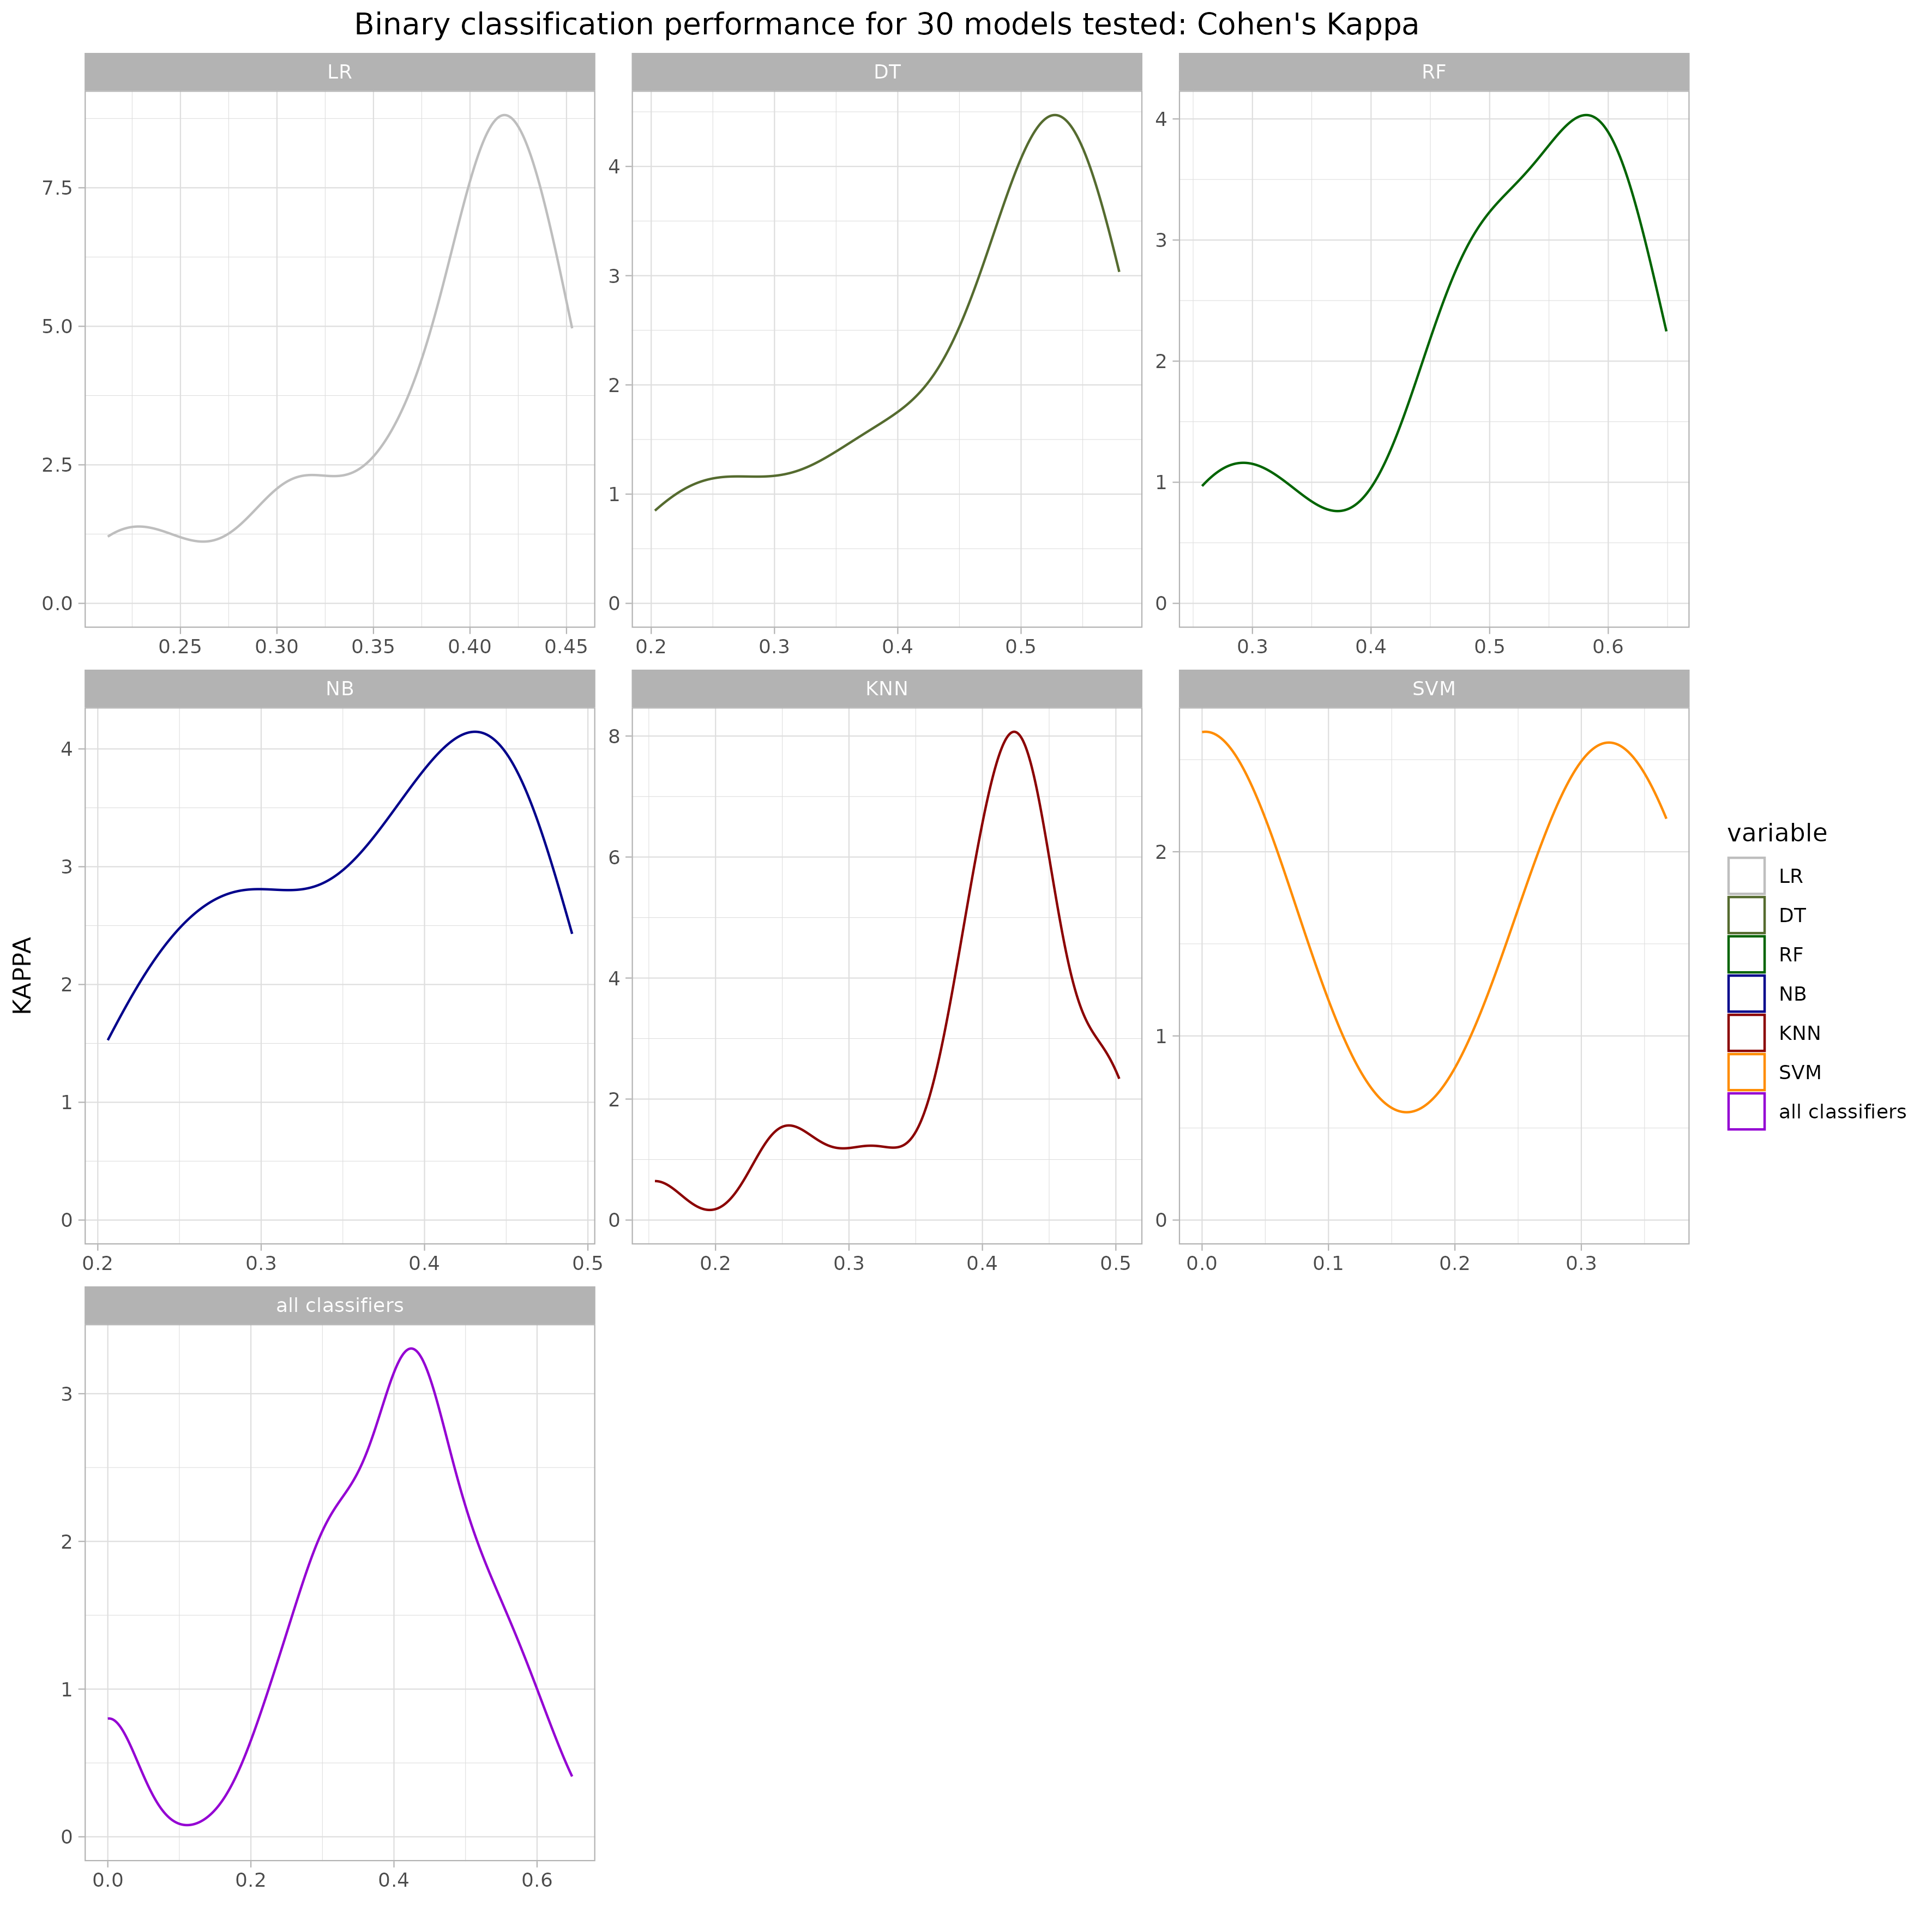 Binary classification performance for 30 models tested: Cohen's Kappa
LR
DT
RF
7.5
5.0
2.5
0.0
4
3
2
1
0
4
3
2
1
0
0.25 0.30 0.35 0.40 0.45
0.2 0.3 0.4 0.5
0.3 0.4 0.5 0.6
NB
KNN
SVM
4
3
2
1
0
8
6
4
2
0
2
1
0
0.2 0.3 0.4 0.5
0.2 0.3 0.4 0.5
0.0 0.1 0.2 0.3
KAPPA
variable
LR
DT
RF
NB
KNN
SVM
all classifiers
all classifiers
3
2
1
0
0.0 0.2 0.4 0.6